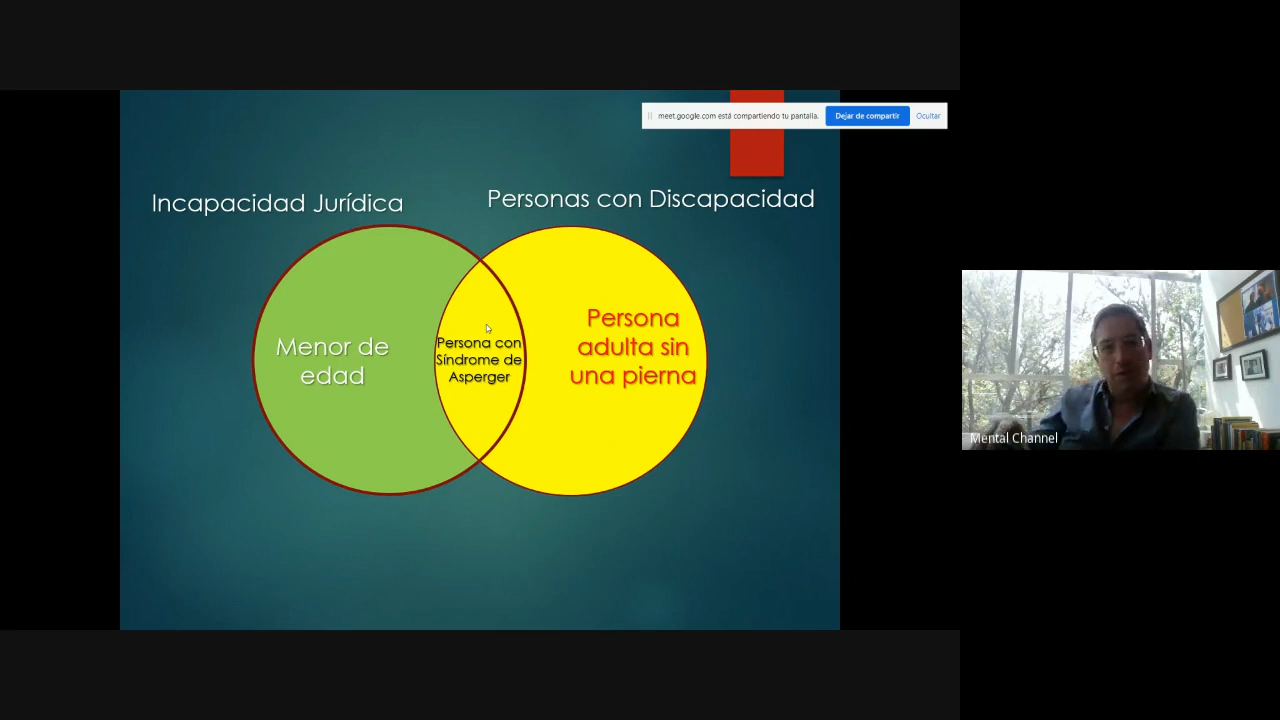 meet.google.com está compartiendo tu pantalla. Dejar de compartir Ocultar
Incapacidad Jurídica
Personas con Discapacidad
Menor de
edad
Persona con
Síndrome de
Asperger
Persona
adulta sin
una pierna
Mental Channel